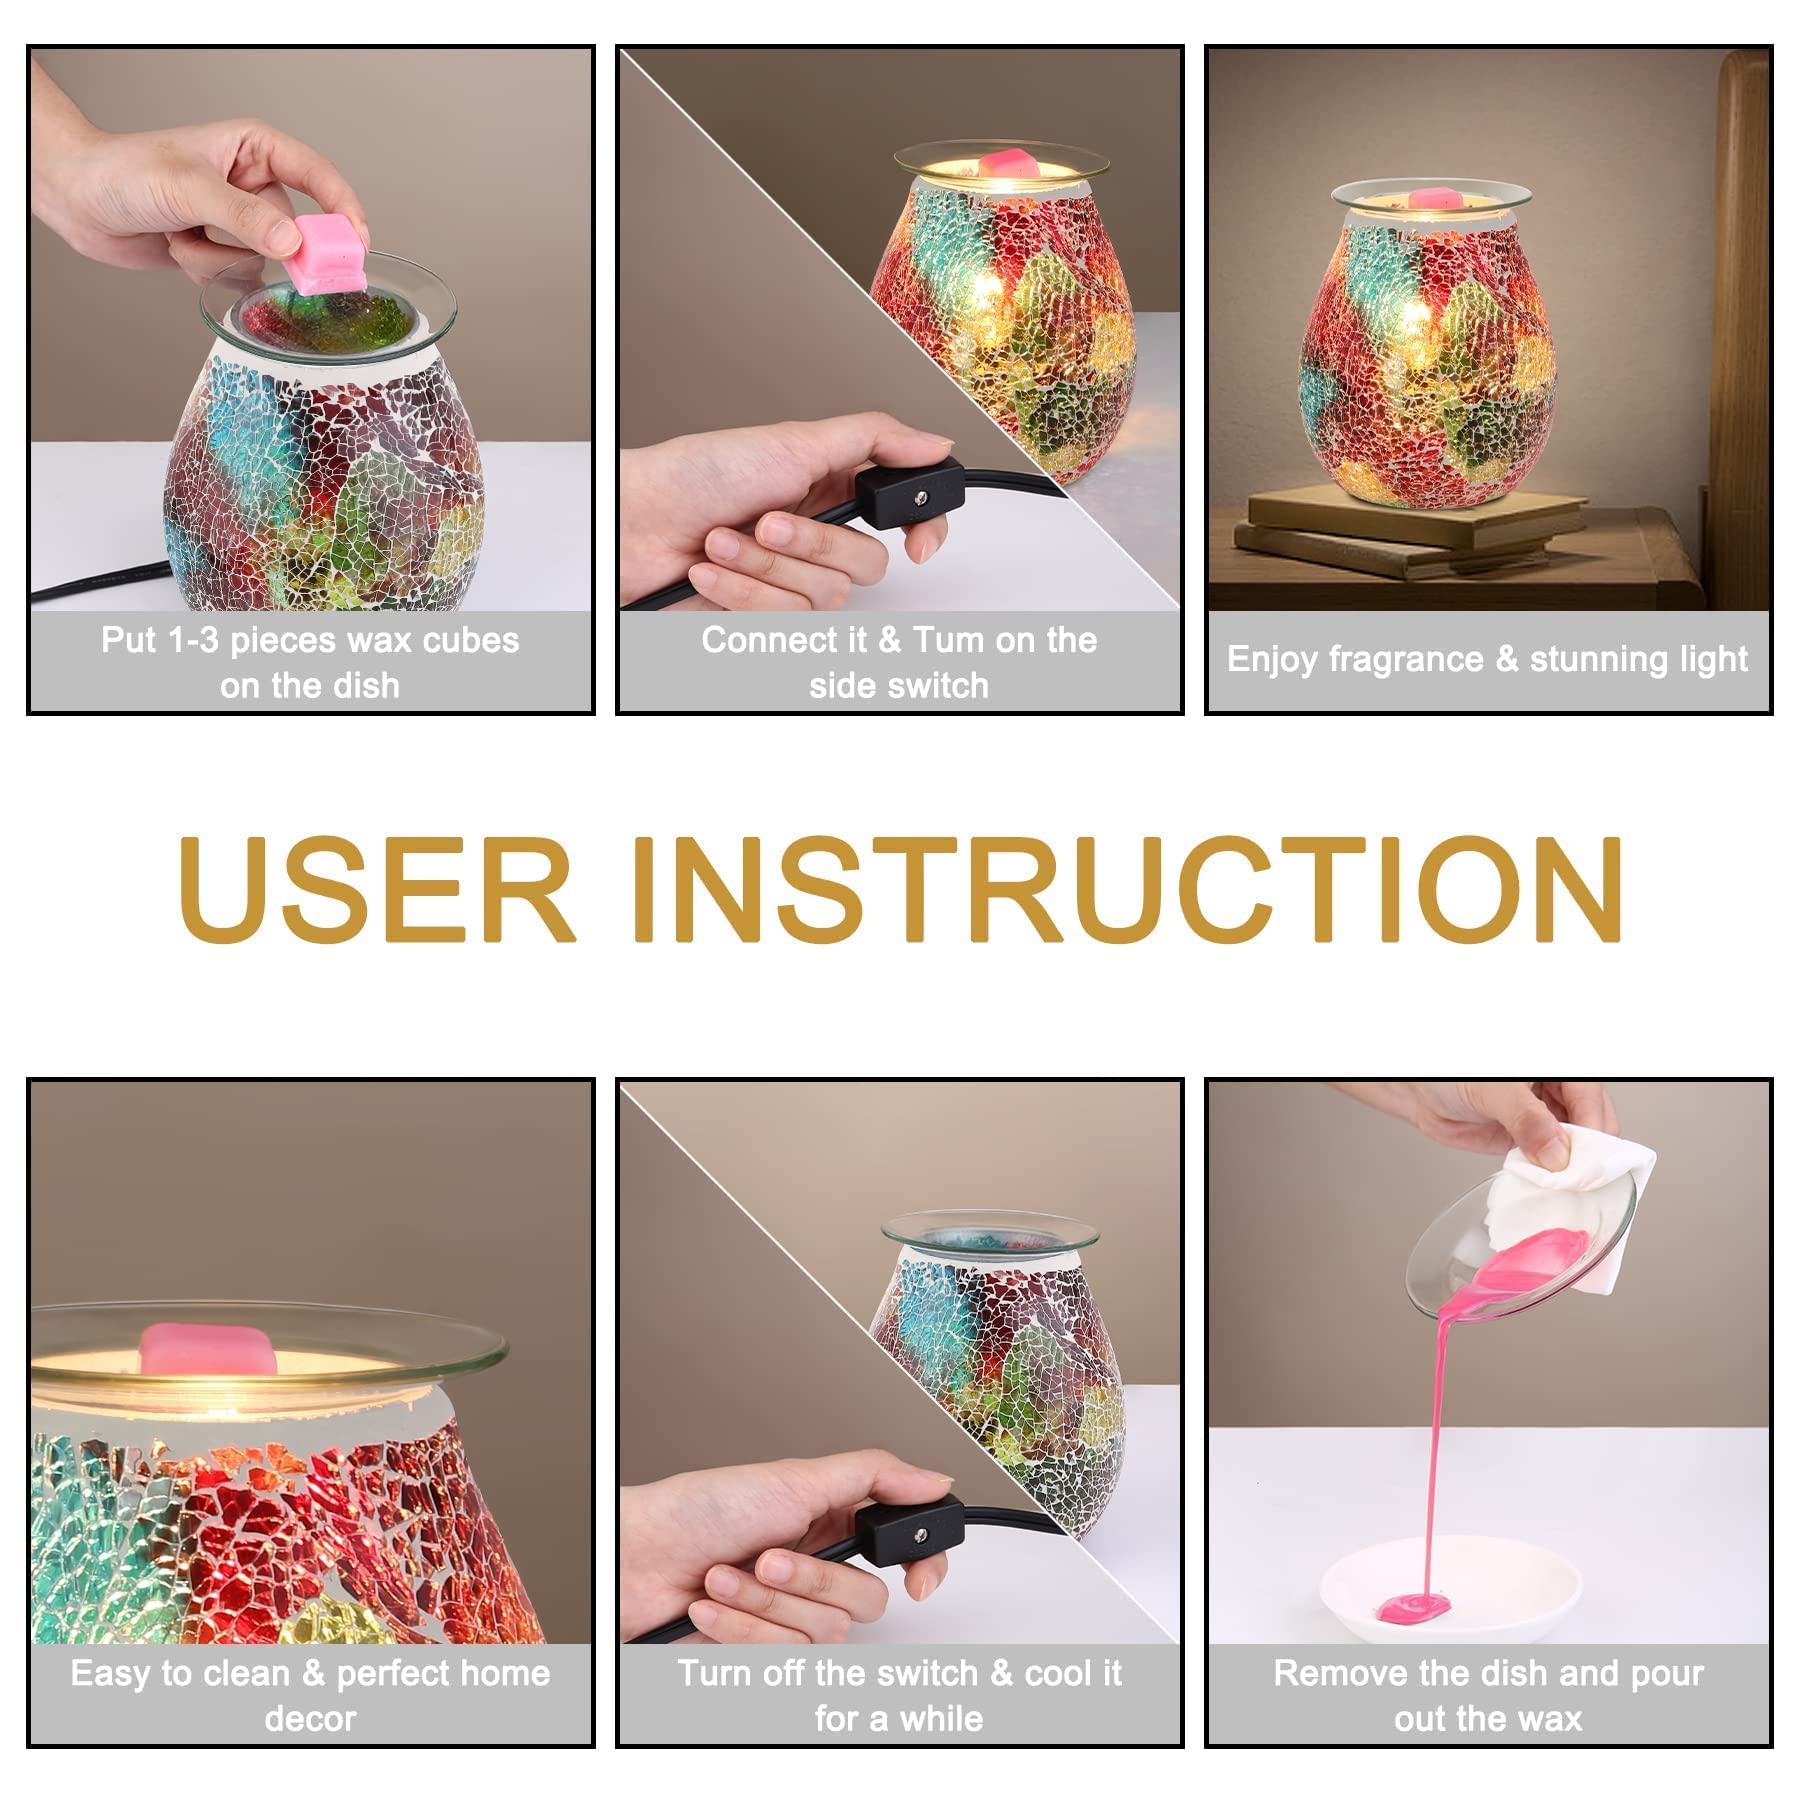 Put 1-3 pieces wax cubes
on the dish
Connect it & Tum on the
side switch
Enjoy fragrance & stunning light
USER INSTRUCTION
Easy to clean & perfect home
decor
Turn off the switch & cool it
for a while
Remove the dish and pour
out the wax